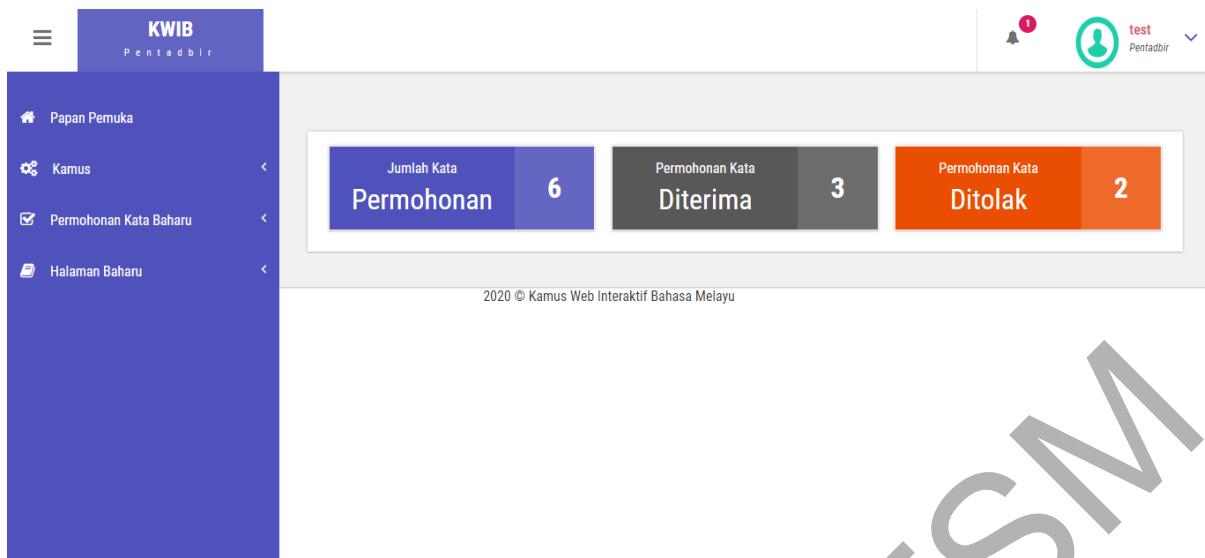 KWIB
Pentadbir
1
test
Pentadbir
Papan Pemuka
Kamus
Permohonan Kata Baharu
Halaman Baharu
Jumlah Kata
Permohonan
6
Permohonan Kata
Diterima
3
Permohonan Kata
Ditolak
2
2020 © Kamus Web Interaktif Bahasa Melayu
TSM